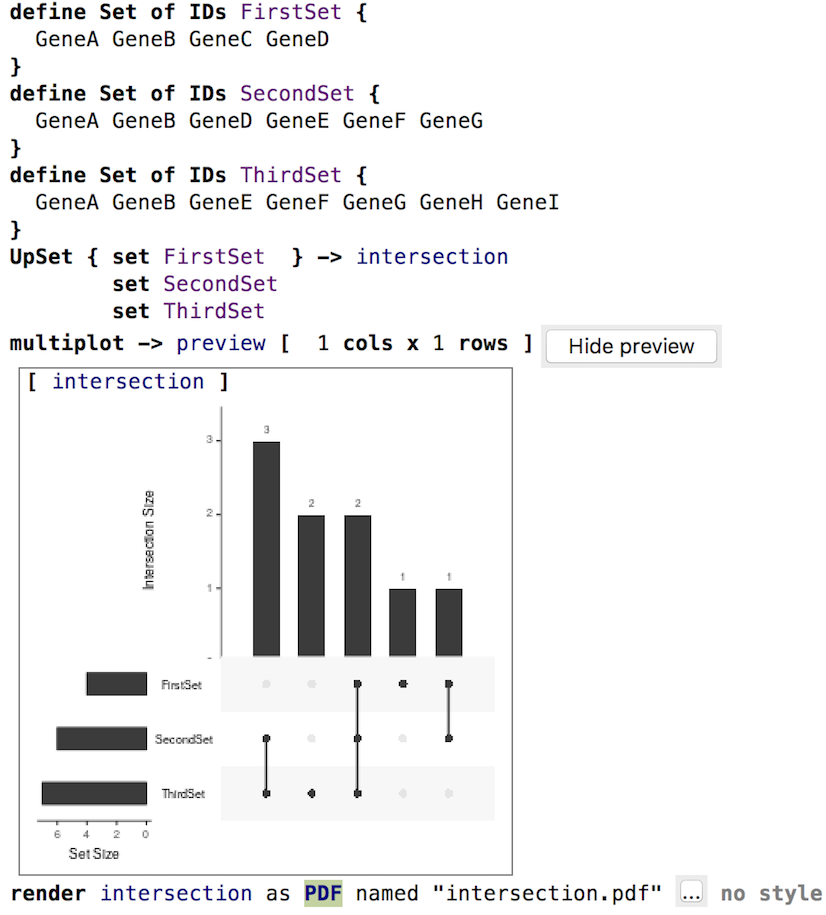 define Set of IDs FirstSet {
GeneA GeneB GeneC GeneD
}
define Set of IDs SecondSet {
GeneA GeneB GeneD GeneE GeneF GeneG
}
define Set of IDs ThirdSet {
GeneA GeneB GeneE GeneF GeneG GeneH GeneI
}
UpSet { set FirstSet } -> intersection
set SecondSet
set ThirdSet
multiplot -> preview [ 1 cols x 1 rows ] Hide preview
[ intersection ]
3
3
2 2
2
1 1
1
Intersection Size
FirstSet
SecondSet
ThirdSet
6 4 2 0
Set Size
render intersection as PDF named "intersection.pdf" ... no style